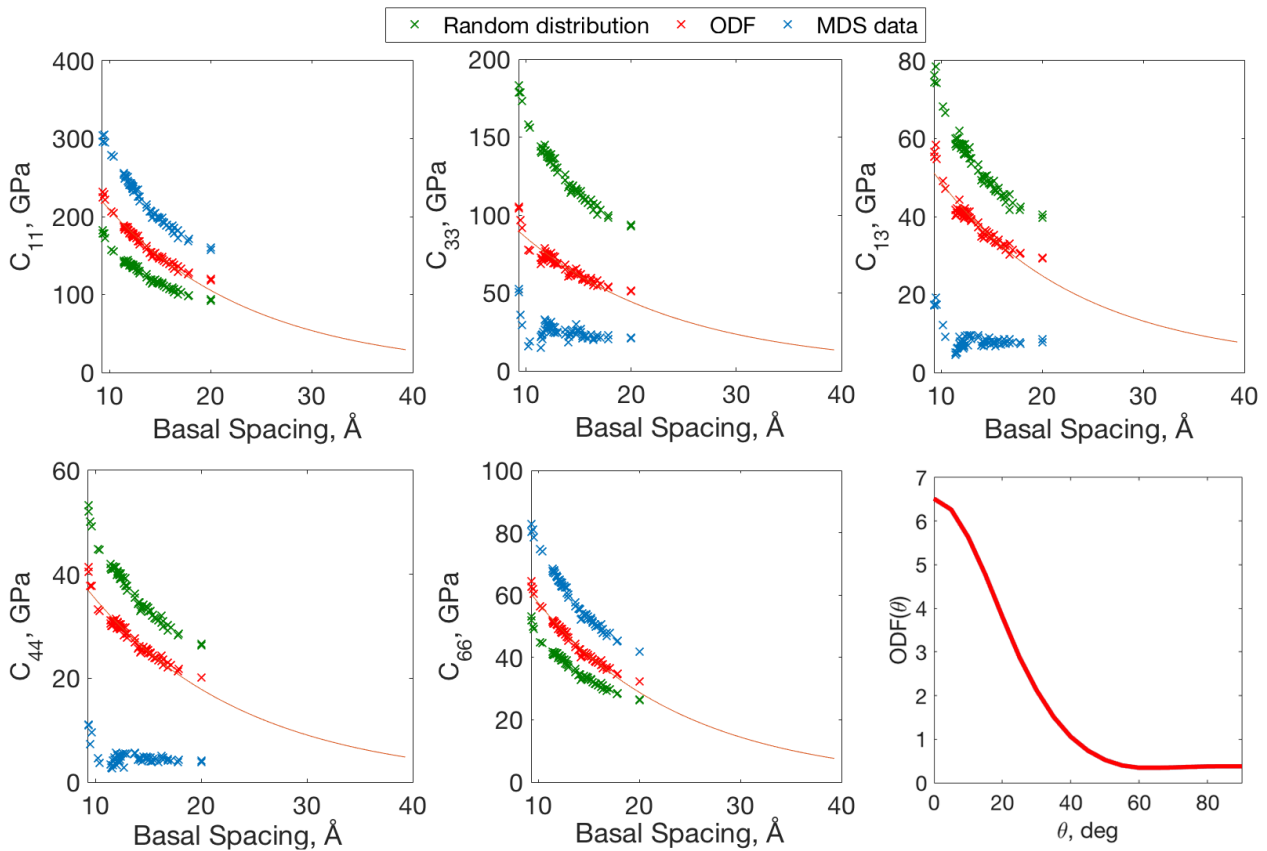 Random distribution ODF MDS data
400
300
200
100
0
C11, GPa
10 20 30 40
Basal Spacing, Å
200
150
100
50
0
C33, GPa
10 20 30 40
Basal Spacing, Å
80
60
40
20
0
C13, GPa
10 20 30 40
Basal Spacing, Å
60
40
20
0
C44, GPa
10 20 30 40
Basal Spacing, Å
100
80
60
40
20
0
C66, GPa
10 20 30 40
Basal Spacing, Å
7
6
5
4
3
2
1
0
ODF(θ)
0 20 40 60 80
θ, deg